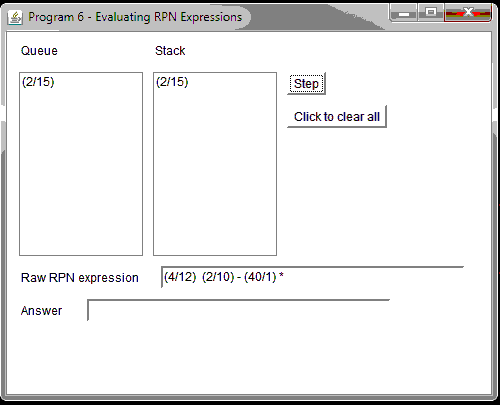 Program 6 - Evaluating RPN Expressions
Queue Stack
(2/15) (2/15)
Step
Click to clear all
Raw RPN expression (4/12) (2/10) - (40/1) *
Answer